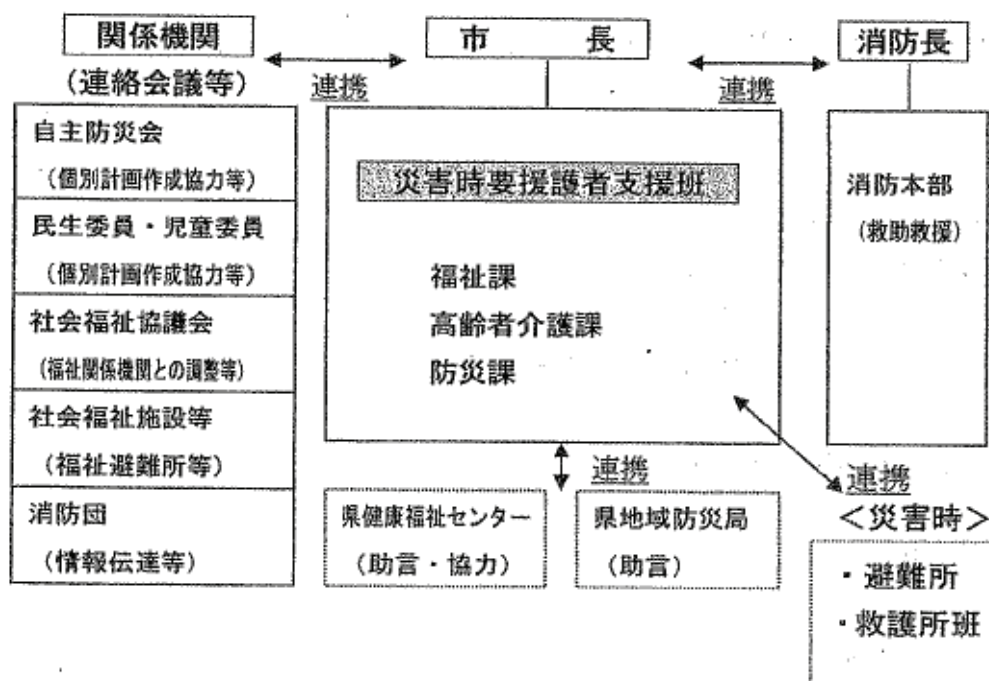 関係機関
(連絡会議等)
自主防災会
(個別計画作成協力等)
民生委員・児童委員
(個別計画作成協力等)
社会福祉協議会
(福祉関係機関との調整等)
社会福祉施設等
(福祉避難所等)
消防団
(情報伝達等)
連携
市　　長
災害時要援護者支援班
福祉課
高齢者介護課
防災課
連携
消防長
消防本部
(救助救援)
連携
県健康福祉センター
(助言・協力)
県地域防災局
(助言)
連携
＜災害時＞
・避難所
・救護所班